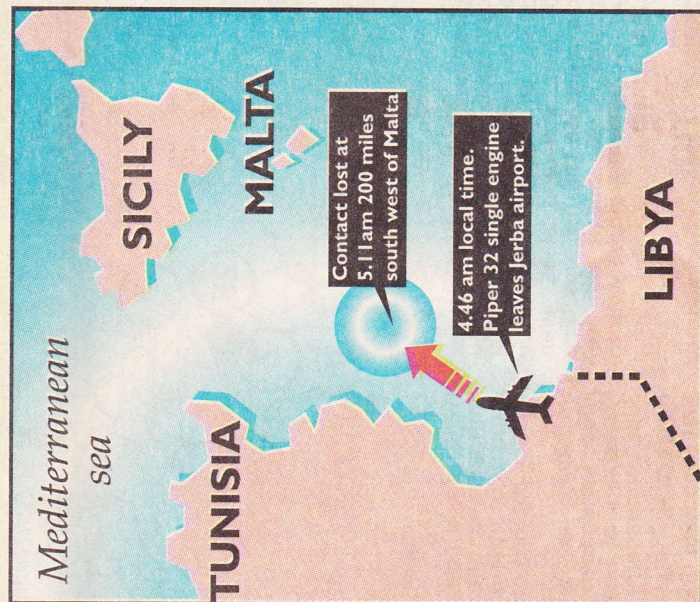 Mediterranean
sea
SICILY
MALTA
Contact lost at
5.11am 200 miles
south west of Malta
4.46 am local time.
Piper 32 single engine
leaves Jerba airport.
TUNISIA
LIBYA